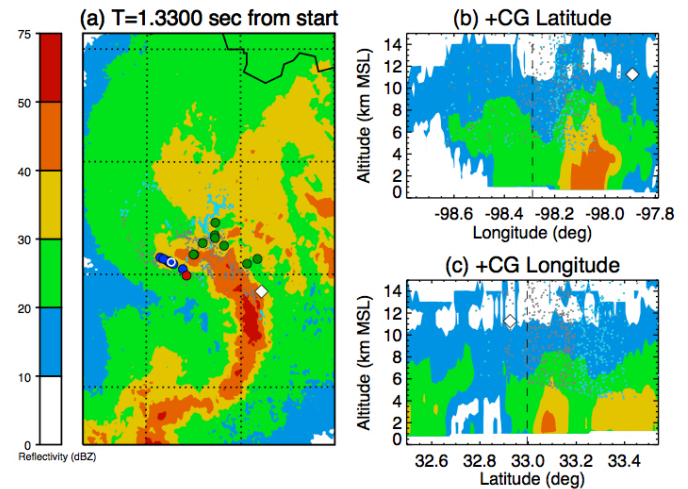 (a) T=1.3300 sec from start
75
50
40
30
20
10
0
Reflectivity (dBZ)
(b) +CG Latitude
Altitude (km MSL)
14
12
10
8
6
4
2
0
-98.6 -98.4 -98.2 -98.0 -97.8
Longitude (deg)
(c) +CG Longitude
Altitude (km MSL)
14
12
10
8
6
4
2
0
32.6 32.8 33.0 33.2 33.4
Latitude (deg)